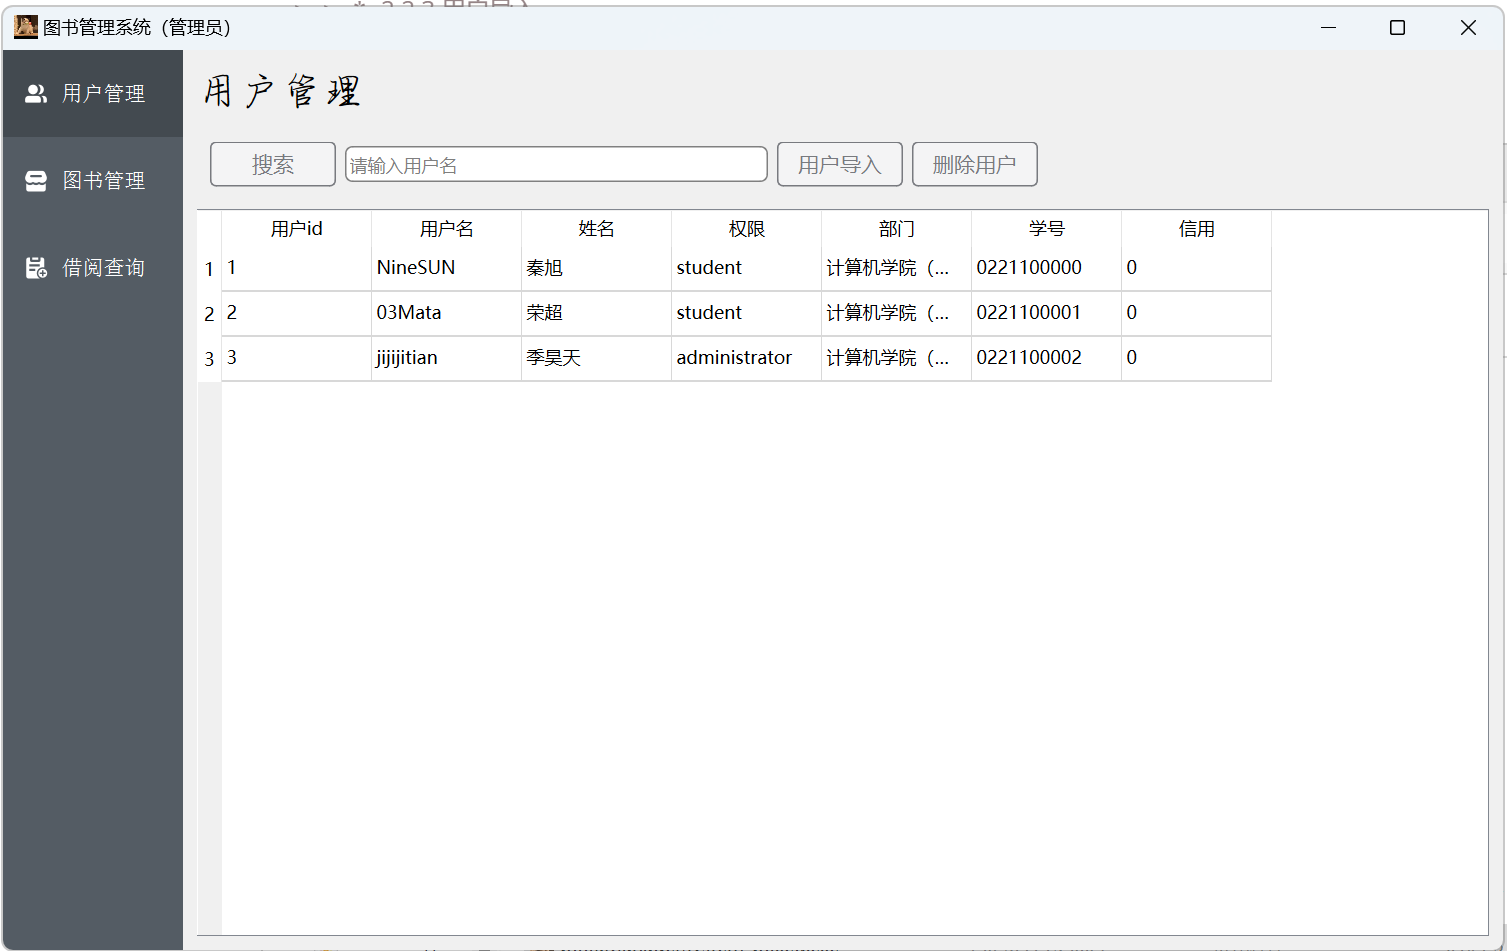 图书管理系统（管理员）
用户管理
图书管理
借阅查询
用户管理
搜索 请输入用户名 用户导入 删除用户
用户id 用户名 姓名 权限 部门 学号 信用
1 1 NineSUN 秦旭 student 计算机学院（... 0221100000 0
2 2 03Mata 荣超 student 计算机学院（... 0221100001 0
3 3 jijijitian 季昊天 administrator 计算机学院（... 0221100002 0